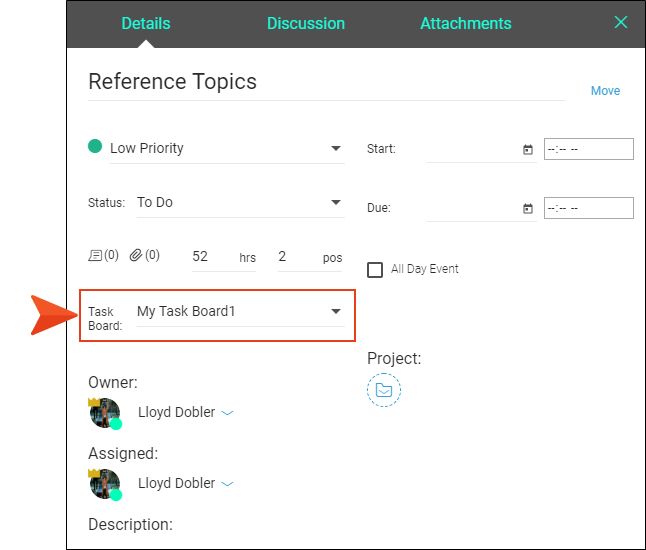 Details Discussion Attachments
Reference Topics
Move
Low Priority
Start: --:-- --
Status: To Do
Due: --:-- --
(0) (0) 52 hrs 2 pos
All Day Event
Task Board: My Task Board1
Project:
Owner:
Lloyd Dobler
Assigned:
Lloyd Dobler
Description: